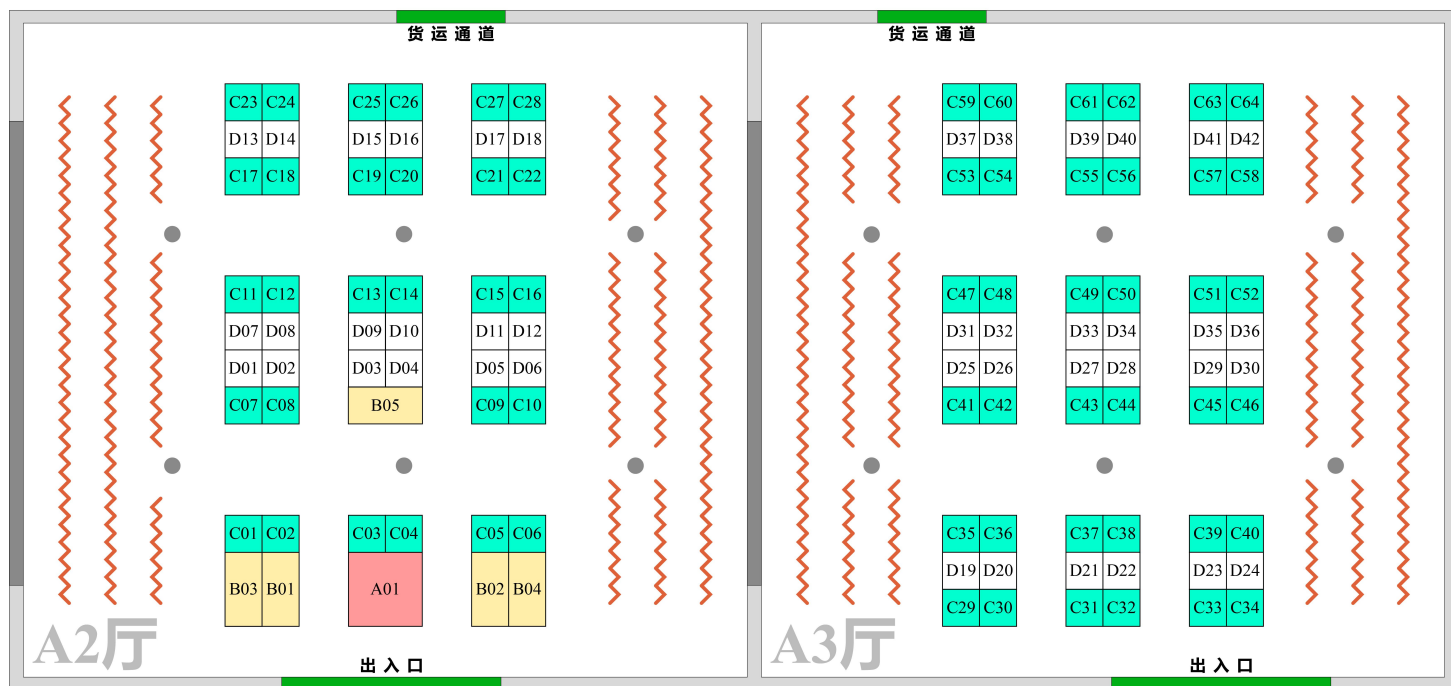 货运通道 货运通道
C23 C24 C25 C26 C27 C28 C59 C60 C61 C62 C63 C64
D13 D14 D15 D16 D17 D18 D37 D38 D39 D40 D41 D42
C17 C18 C19 C20 C21 C22 C53 C54 C55 C56 C57 C58
C11 C12 C13 C14 C15 C16 C47 C48 C49 C50 C51 C52
D07 D08 D09 D10 D11 D12 D31 D32 D33 D34 D35 D36
D01 D02 D03 D04 D05 D06 D25 D26 D27 D28 D29 D30
C07 C08 B05 C09 C10 C41 C42 C43 C44 C45 C46
C01 C02 C03 C04 C05 C06 C35 C36 C37 C38 C39 C40
D19 D20 D21 D22 D23 D24
B03 B01 A01 B02 B04
C29 C30 C31 C32 C33 C34
A2厅 A3厅
出入口 出入口